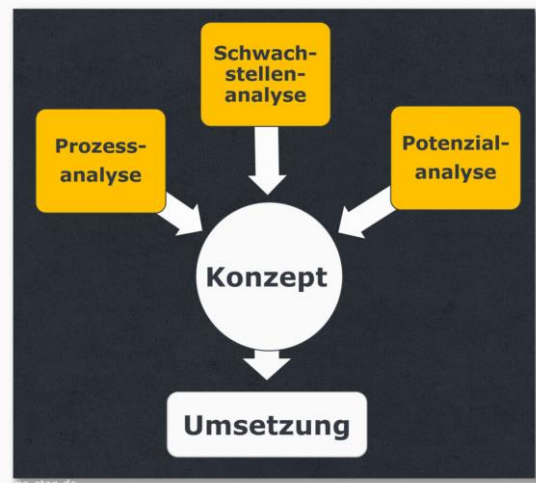 Schwach-
stellen-
analyse
Prozess-
analyse
Potenzial-
analyse
Konzept
Umsetzung